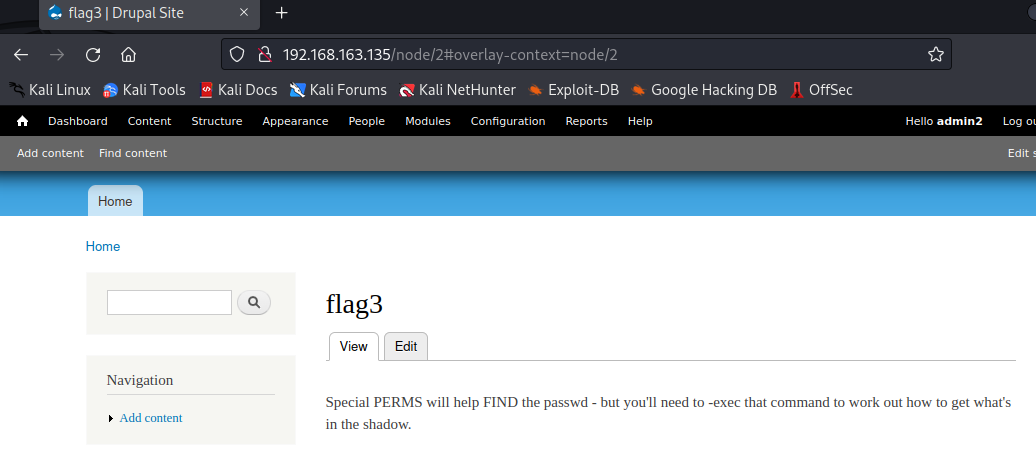 flag3 | Drupal Site
192.168.163.135/node/2#overlay-context=node/2
Kali Linux Kali Tools Kali Docs Kali Forums Kali NetHunter Exploit-DB Google Hacking DB OffSec
Dashboard Content Structure Appearance People Modules Configuration Reports Help Hello admin2 Log ou
Add content Find content Edit s
Home
Home
flag3
View Edit
Navigation
Add content
Special PERMS will help FIND the passwd - but you'll need to -exec that command to work out how to get what's
in the shadow.